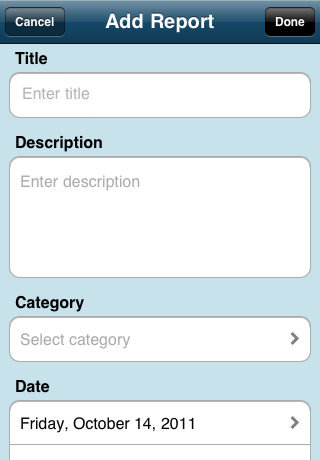 Cancel
Add Report
Done
Title
Enter title
Description
Enter description
Category
Select category
Date
Friday, October 14, 2011